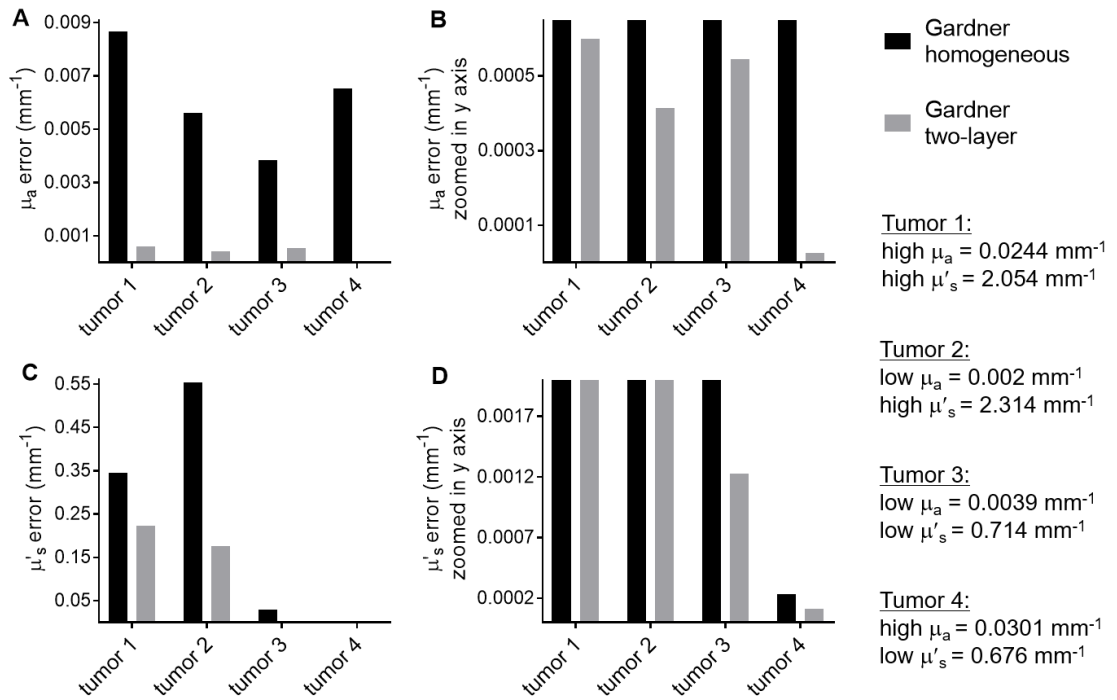 A
μa error (mm-1)
0.009
0.007
0.005
0.003
0.001
tumor 1
tumor 2
tumor 3
tumor 4
B
μa error (mm-1)
zoomed in y axis
0.0005
0.0003
0.0001
tumor 1
tumor 2
tumor 3
tumor 4
Gardner
homogeneous
Gardner
two-layer
C
μ's error (mm-1)
0.55
0.45
0.35
0.25
0.15
0.05
tumor 1
tumor 2
tumor 3
tumor 4
D
μ's error (mm-1)
zoomed in y axis
0.0017
0.0012
0.0007
0.0002
tumor 1
tumor 2
tumor 3
tumor 4
Tumor 1:
high μa = 0.0244 mm-1
high μ's = 2.054 mm-1
Tumor 2:
low μa = 0.002 mm-1
high μ's = 2.314 mm-1
Tumor 3:
low μa = 0.0039 mm-1
low μ's = 0.714 mm-1
Tumor 4:
high μa = 0.0301 mm-1
low μ's = 0.676 mm-1